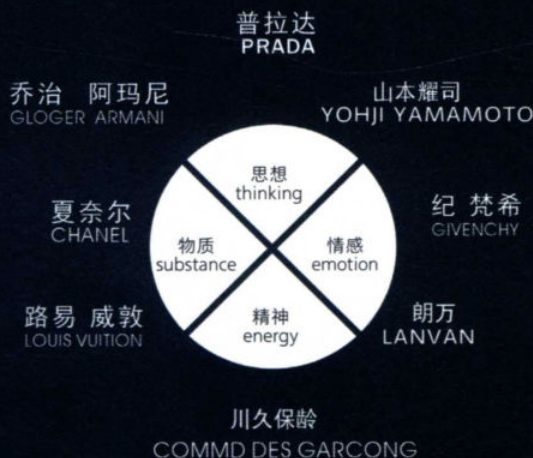 普拉达
PRADA
乔治 阿玛尼
GLOGER ARMANI
山本耀司
YOHJI YAMAMOTO
思想
thinking
夏奈尔
CHANEL
纪 梵希
GIVENCHY
物质
substance
情感
emotion
路易 威敦
LOUIS VUITION
精神
energy
朗万
LANVAN
川久保龄
COMMD DES GARCONG